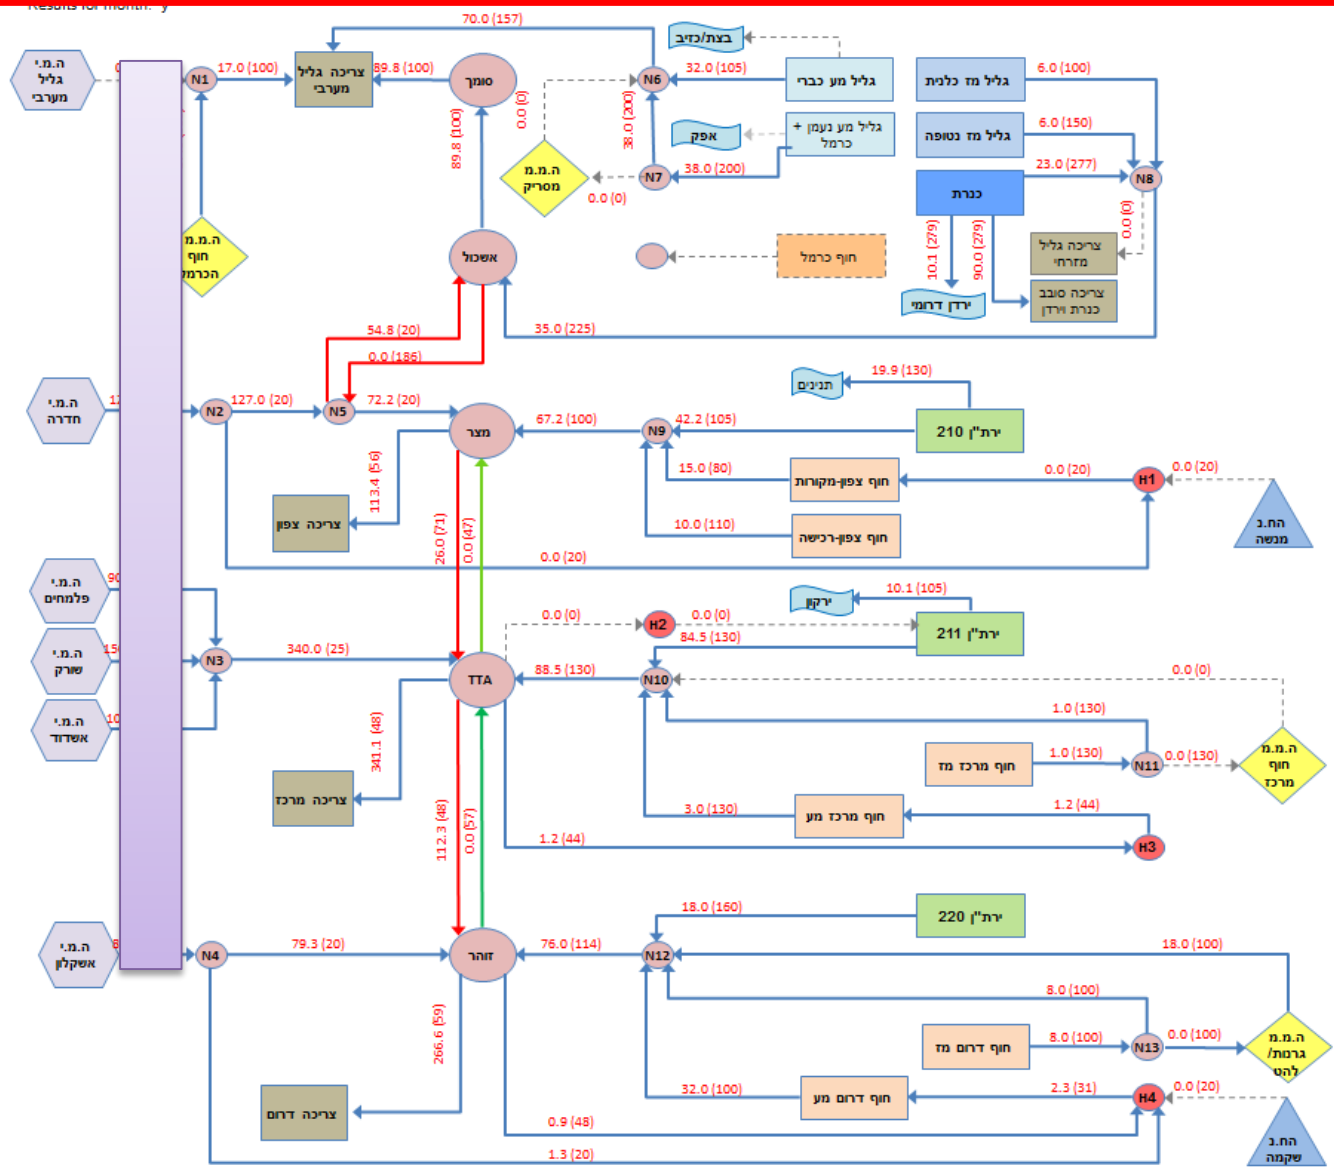 Results for month: y
70.0 (157)
בצת/כזיב
ה.מ.י
גליל
מערבי
N1
17.0 (100)
צריכה גליל
מערבי
89.8 (100)
סומך
0.0 (0)
N6
32.0 (105)
גליל מע כברי
גליל מז כלנית
6.0 (100)
38.0 (200)
אפק
גליל מע נעמן +
כרמל
גליל מז נטופה
6.0 (150)
89.8 (100)
ה.מ.מ
מסריק
0.0 (0)
N7
38.0 (200)
כנרת
23.0 (277)
N8
ה.מ.מ
חוף
הכרמל
אשכול
חוף כרמל
10.1 (279)
90.0 (279)
0.0 (0)
צריכה גליל
מזרחי
ירדן דרומי
צריכה סובב
כנרת וירדן
54.8 (20)
35.0 (225)
0.0 (186)
ה.מ.י
חדרה
N2
127.0 (20)
N5
72.2 (20)
מצר
67.2 (100)
N9
42.2 (105)
תנינים
19.9 (130)
ירת"ן 210
113.4 (56)
15.0 (80)
חוף צפון-מקורות
0.0 (20)
H1
0.0 (20)
צריכה צפון
26.0 (71)
0.0 (47)
10.0 (110)
חוף צפון-רכישה
הח.נ
מנשה
0.0 (20)
ה.מ.י
פלמחים
90
ירקון
10.1 (105)
0.0 (0)
H2
0.0 (0)
ירת"ן 211
84.5 (130)
ה.מ.י
שורק
150
N3
340.0 (25)
TTA
88.5 (130)
N10
0.0 (0)
ה.מ.י
אשדוד
10
341.1 (48)
1.0 (130)
צריכה מרכז
חוף מרכז מז
1.0 (130)
N11
0.0 (130)
ה.מ.מ
חוף
מרכז
112.3 (48)
0.0 (57)
3.0 (130)
חוף מרכז מע
1.2 (44)
1.2 (44)
H3
18.0 (160)
ירת"ן 220
ה.מ.י
אשקלון
N4
79.3 (20)
זוהר
76.0 (114)
N12
18.0 (100)
8.0 (100)
266.6 (59)
חוף דרום מז
8.0 (100)
N13
0.0 (100)
ה.מ.מ
גרנות/
להט
צריכה דרום
32.0 (100)
חוף דרום מע
2.3 (31)
H4
0.0 (20)
0.9 (48)
הח.נ
שקמה
1.3 (20)